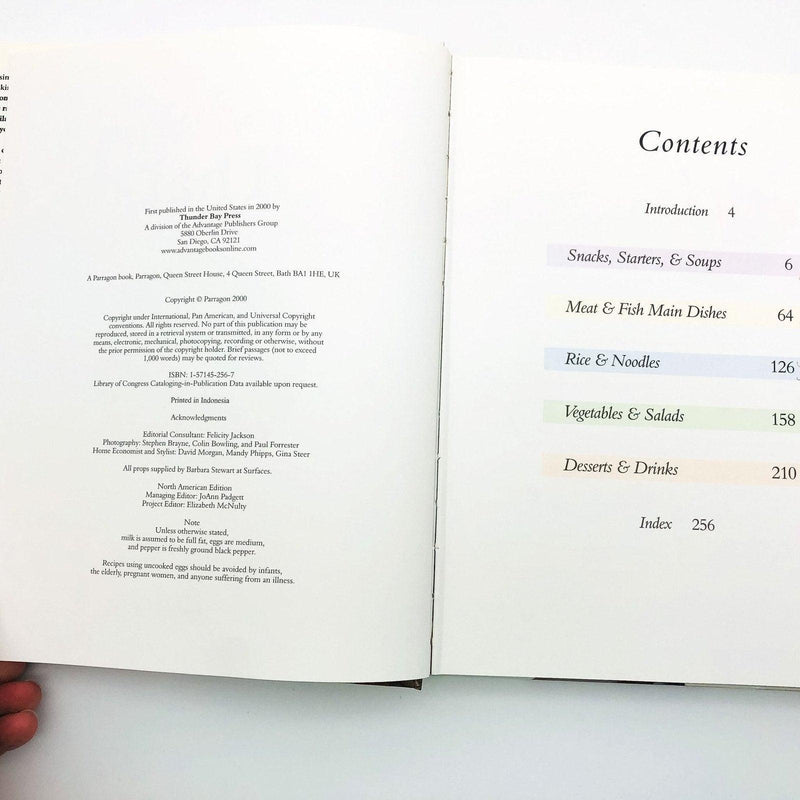 First published in the United States in 2000 by
Thunder Bay Press
A division of the Advantage Publishers Group
5880 Oberlin Drive
San Diego, CA 92121
www.advantagebooksonline.com
A Parragon book, Parragon, Queen Street House, 4 Queen Street, Bath BA1 1HE, UK
Copyright © Parragon 2000
Copyright under International, Pan American, and Universal Copyright
conventions. All rights reserved. No part of this publication may be
reproduced, stored in a retrieval system or transmitted, in any form or by any
means, electronic, mechanical, photocopying, recording or otherwise, without
the prior permission of the copyright holder. Brief passages (not to exceed
1,000 words) may be quoted for reviews.
ISBN: 1-57145-256-7
Library of Congress Cataloging-in-Publication Data available upon request.
Printed in Indonesia
Acknowledgments
Editorial Consultant: Felicity Jackson
Photography: Stephen Brayne, Colin Bowling, and Paul Forrester
Home Economist and Stylist: David Morgan, Mandy Phipps, Gina Steer
All props supplied by Barbara Stewart at Surfaces.
North American Edition
Managing Editor: JoAnn Padgett
Project Editor: Elizabeth McNulty
Note
Unless otherwise stated,
milk is assumed to be full fat, eggs are medium,
and pepper is freshly ground black pepper.
Recipes using uncooked eggs should be avoided by infants,
the elderly, pregnant women, and anyone suffering from an illness.
Contents
Introduction 4
Snacks, Starters, & Soups 6
Meat & Fish Main Dishes 64
Rice & Noodles 126
Vegetables & Salads 158
Desserts & Drinks 210
Index 256